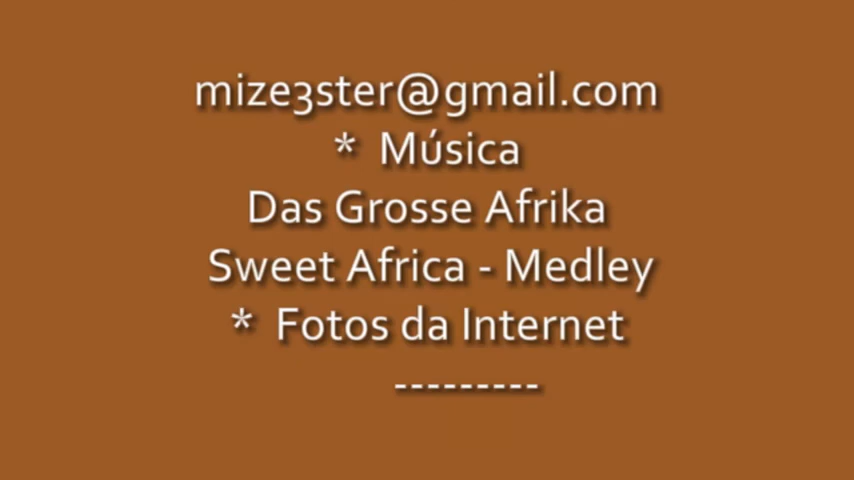 mize3ster@gmail.com
* Música
Das Grosse Afrika
Sweet Africa - Medley
* Fotos da Internet
---------